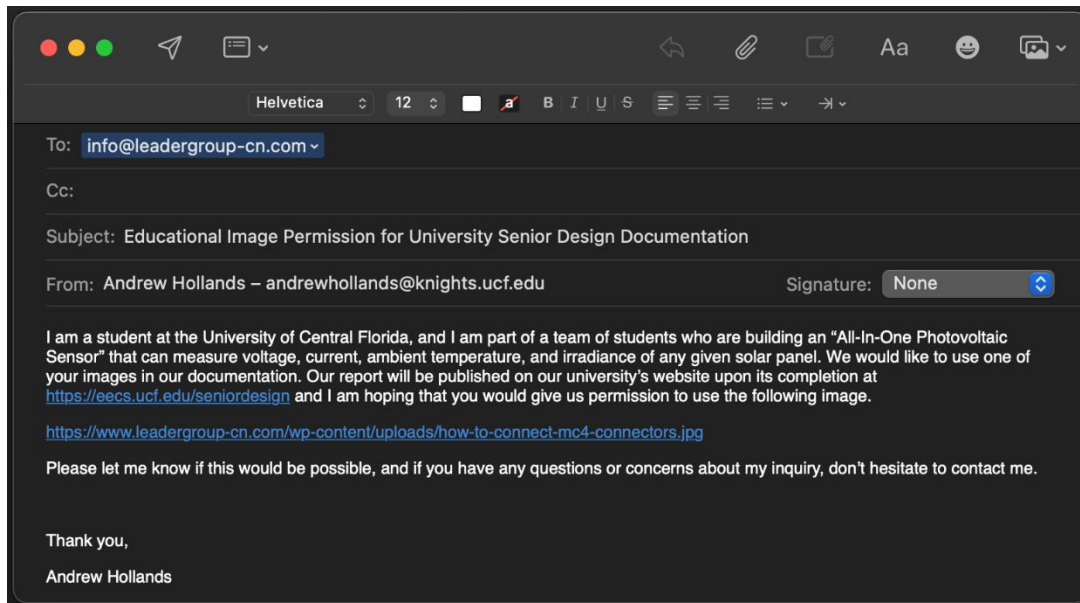 Aa
Helvetica 12 a B I U S
To: info@leadergroup-cn.com
Cc:
Subject: Educational Image Permission for University Senior Design Documentation
From: Andrew Hollands – andrewhollands@knights.ucf.edu Signature: None
I am a student at the University of Central Florida, and I am part of a team of students who are building an “All-In-One Photovoltaic
Sensor” that can measure voltage, current, ambient temperature, and irradiance of any given solar panel. We would like to use one of
your images in our documentation. Our report will be published on our university’s website upon its completion at
https://eecs.ucf.edu/seniordesign and I am hoping that you would give us permission to use the following image.
https://www.leadergroup-cn.com/wp-content/uploads/how-to-connect-mc4-connectors.jpg
Please let me know if this would be possible, and if you have any questions or concerns about my inquiry, don’t hesitate to contact me.
Thank you,
Andrew Hollands